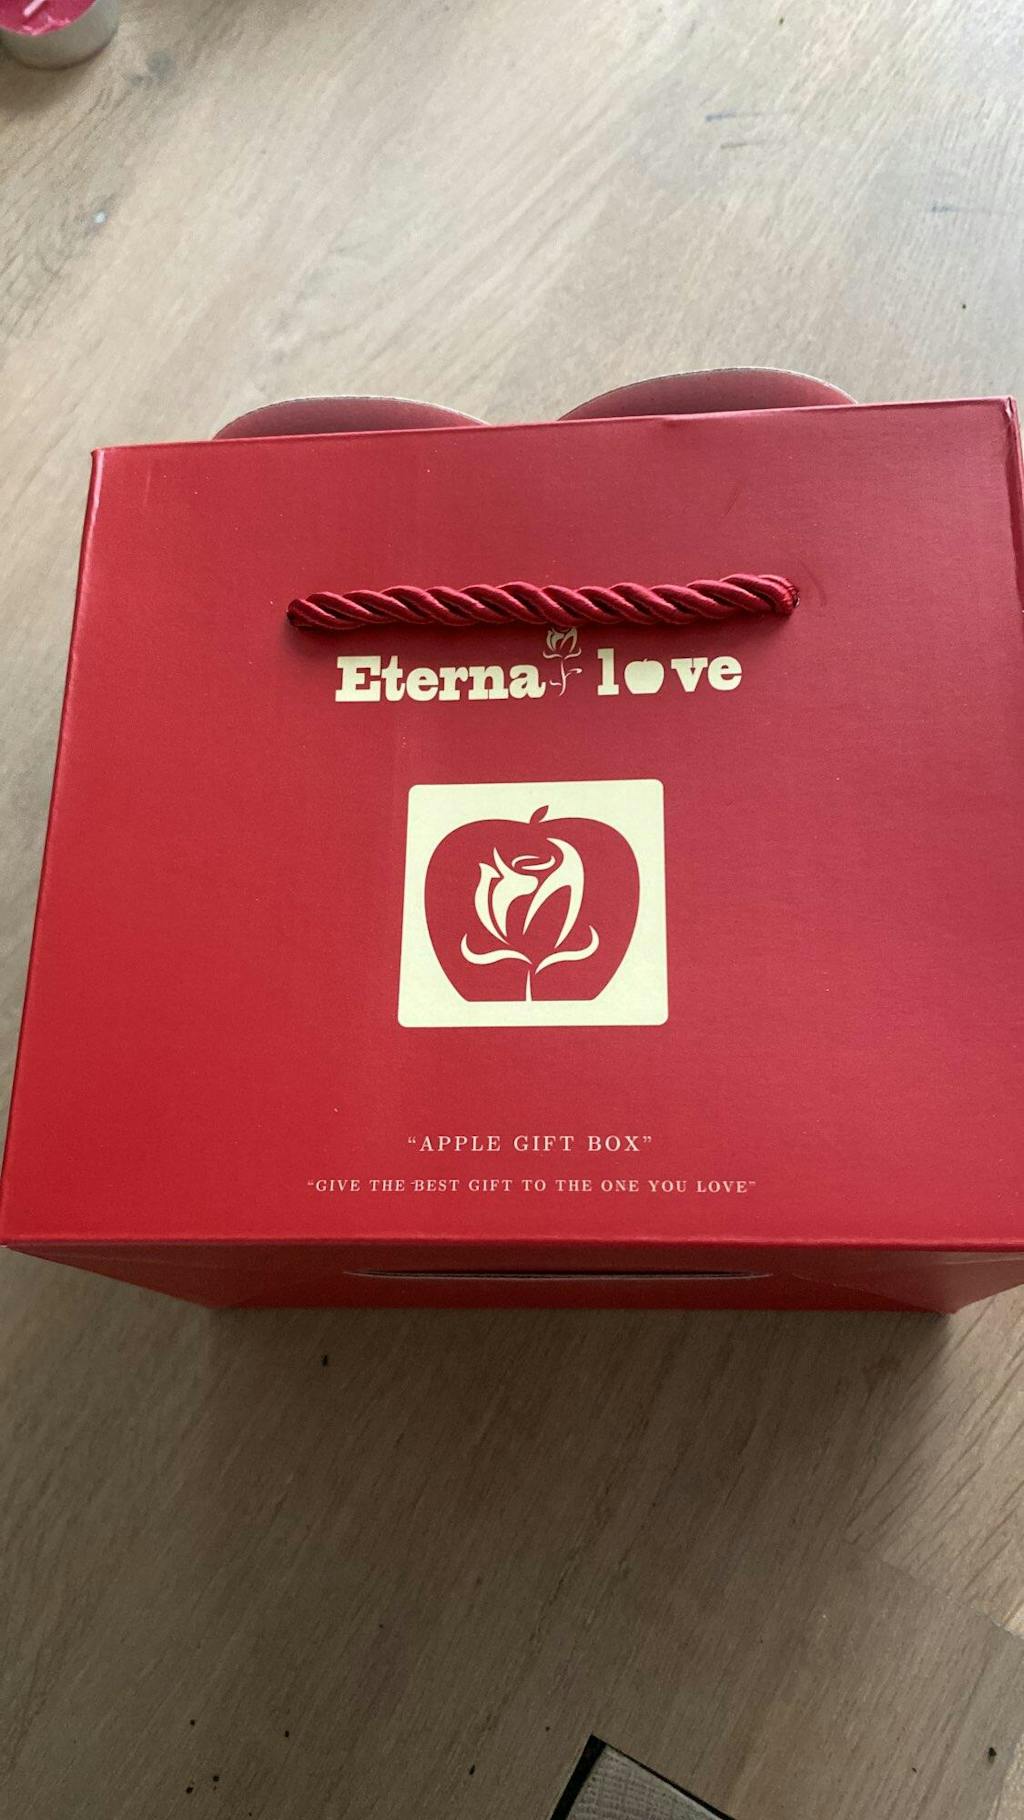 Eternal love
“APPLE GIFT BOX”
“GIVE THE BEST GIFT TO THE ONE YOU LOVE”